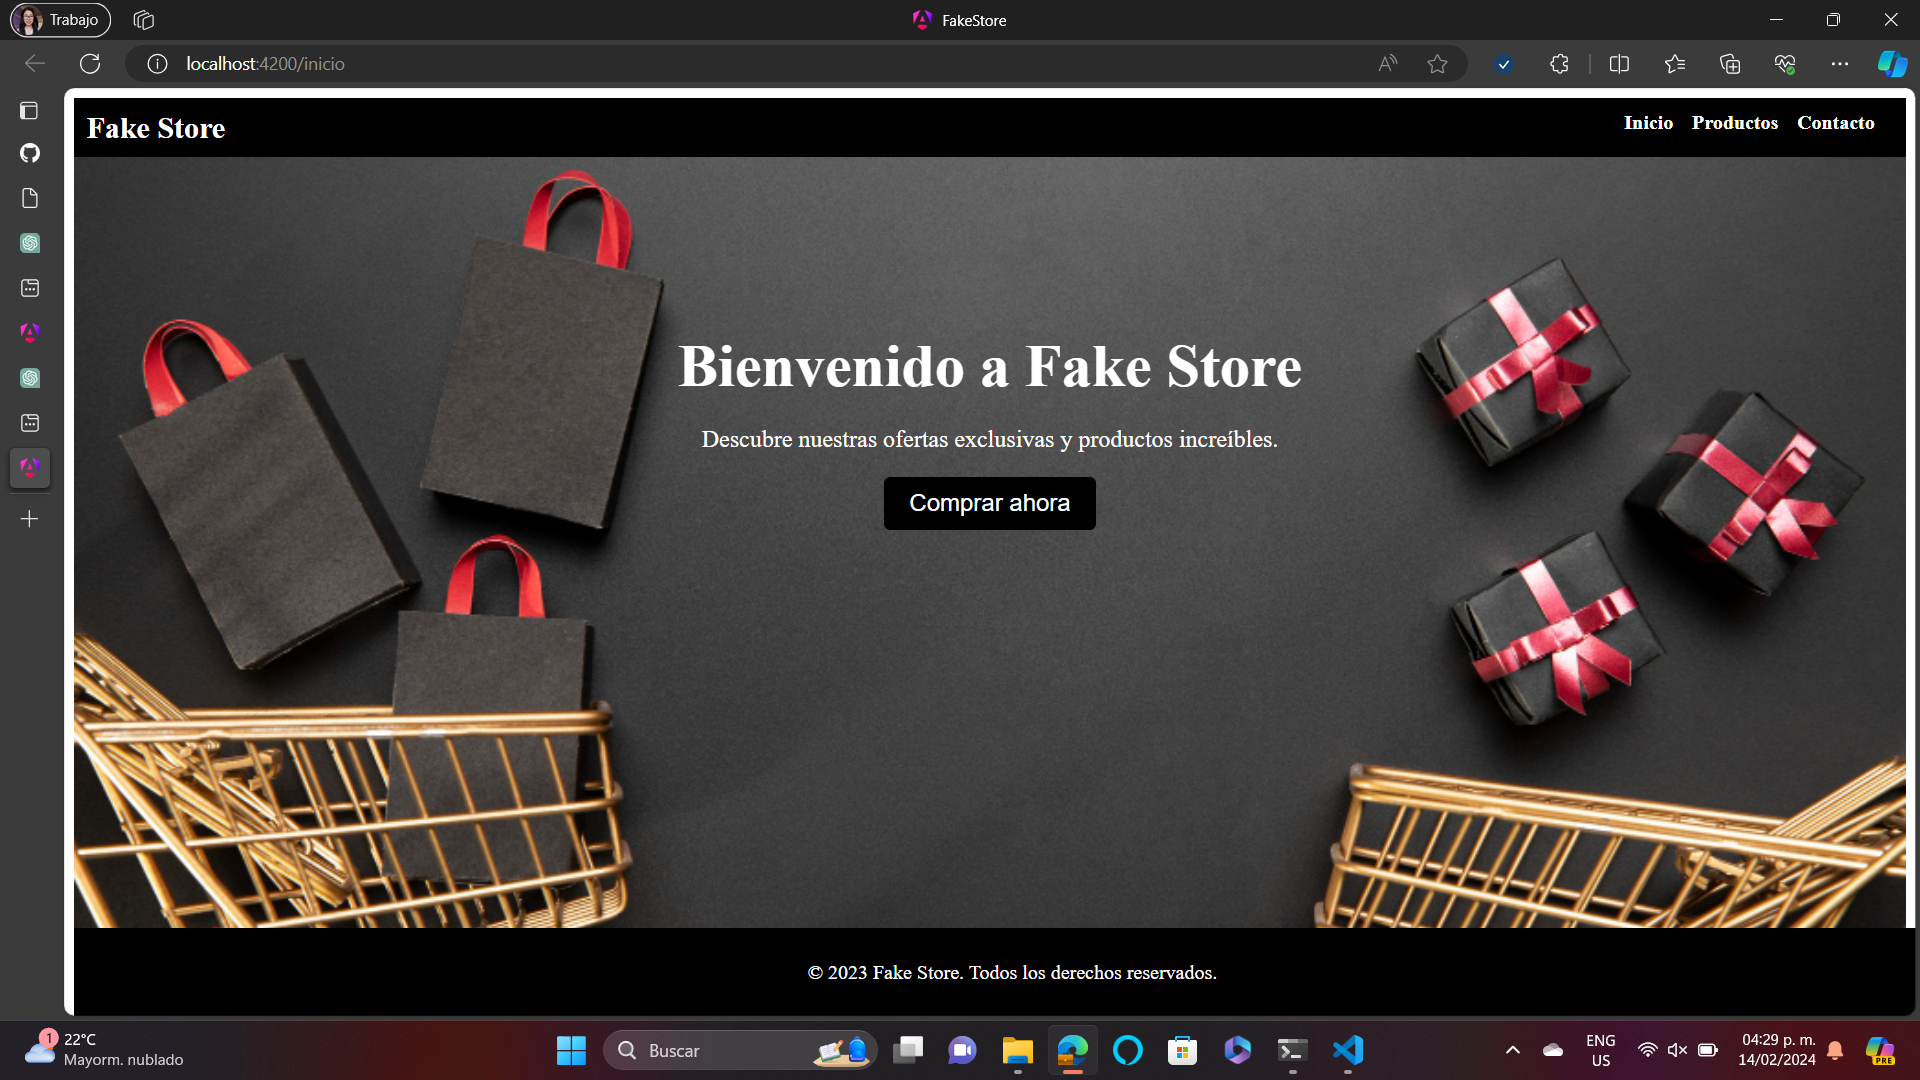 Trabajo
FakeStore
localhost:4200/inicio
Fake Store
Inicio Productos Contacto
Bienvenido a Fake Store
Descubre nuestras ofertas exclusivas y productos increíbles.
Comprar ahora
© 2023 Fake Store. Todos los derechos reservados.
1
22°C
Mayorm. nublado
Buscar
ENG
US
04:29 p. m.
14/02/2024
PRE